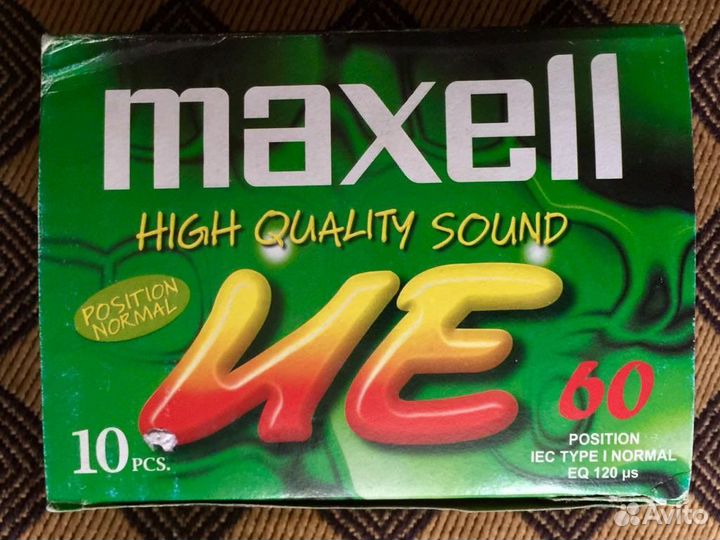 maxell
HIGH QUALITY SOUND
POSITION
NORMAL
UE
60
10 PCS.
POSITION
IEC TYPE I NORMAL
EQ 120 µs
Avito